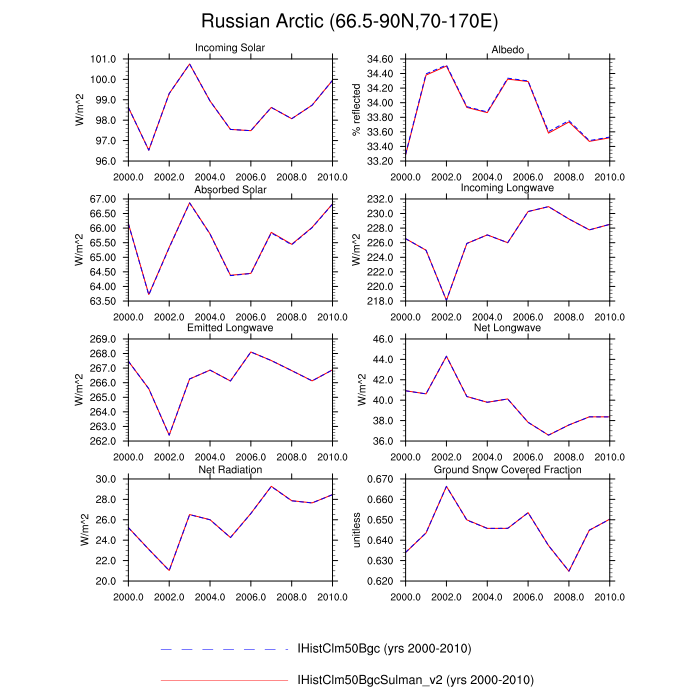 Russian Arctic (66.5-90N,70-170E)
Incoming Solar
W/m^2
101.0
100.0
99.0
98.0
97.0
96.0
2000.0 2002.0 2004.0 2006.0 2008.0 2010.0
Albedo
% reflected
34.60
34.40
34.20
34.00
33.80
33.60
33.40
33.20
2000.0 2002.0 2004.0 2006.0 2008.0 2010.0
Absorbed Solar
W/m^2
67.00
66.50
66.00
65.50
65.00
64.50
64.00
63.50
2000.0 2002.0 2004.0 2006.0 2008.0 2010.0
Incoming Longwave
W/m^2
232.0
230.0
228.0
226.0
224.0
222.0
220.0
218.0
2000.0 2002.0 2004.0 2006.0 2008.0 2010.0
Emitted Longwave
W/m^2
269.0
268.0
267.0
266.0
265.0
264.0
263.0
262.0
2000.0 2002.0 2004.0 2006.0 2008.0 2010.0
Net Longwave
W/m^2
46.0
44.0
42.0
40.0
38.0
36.0
2000.0 2002.0 2004.0 2006.0 2008.0 2010.0
Net Radiation
W/m^2
30.0
28.0
26.0
24.0
22.0
20.0
2000.0 2002.0 2004.0 2006.0 2008.0 2010.0
Ground Snow Covered Fraction
unitless
0.670
0.660
0.650
0.640
0.630
0.620
2000.0 2002.0 2004.0 2006.0 2008.0 2010.0
IHistClm50Bgc (yrs 2000-2010)
IHistClm50BgcSulman_v2 (yrs 2000-2010)